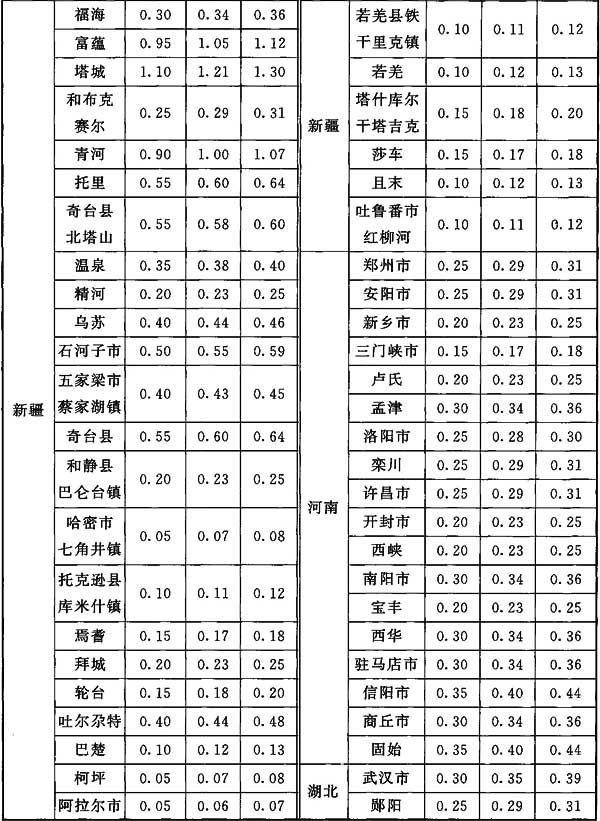 新疆
福海 0.30 0.34 0.36
富蕴 0.95 1.05 1.12
塔城 1.10 1.21 1.30
和布克
赛尔 0.25 0.29 0.31
青河 0.90 1.00 1.07
托里 0.55 0.60 0.64
奇台县
北塔山 0.55 0.58 0.60
温泉 0.35 0.38 0.40
精河 0.20 0.23 0.25
乌苏 0.40 0.44 0.46
石河子市 0.50 0.55 0.59
五家梁市
蔡家湖镇 0.40 0.43 0.45
奇台县 0.55 0.60 0.64
和静县
巴仑台镇 0.20 0.23 0.25
哈密市
七角井镇 0.05 0.07 0.08
托克逊县
库米什镇 0.10 0.11 0.12
焉耆 0.15 0.17 0.18
拜城 0.20 0.23 0.25
轮台 0.15 0.18 0.20
吐尔尕特 0.40 0.44 0.48
巴楚 0.10 0.12 0.13
柯坪 0.05 0.07 0.08
阿拉尔市 0.05 0.06 0.07
新疆
若羌县铁
干里克镇 0.10 0.11 0.12
若羌 0.10 0.12 0.13
塔什库尔
干塔吉克 0.15 0.18 0.20
莎车 0.15 0.17 0.18
且末 0.10 0.12 0.13
吐鲁番市
红柳河 0.10 0.11 0.12
河南
郑州市 0.25 0.29 0.31
安阳市 0.25 0.29 0.31
新乡市 0.20 0.23 0.25
三门峡市 0.15 0.17 0.18
卢氏 0.20 0.23 0.25
孟津 0.30 0.34 0.36
洛阳市 0.25 0.28 0.30
栾川 0.25 0.29 0.31
许昌市 0.25 0.29 0.31
开封市 0.20 0.23 0.25
西峡 0.20 0.23 0.25
南阳市 0.30 0.34 0.36
宝丰 0.20 0.23 0.25
西华 0.30 0.34 0.36
驻马店市 0.30 0.34 0.36
信阳市 0.35 0.40 0.44
商丘市 0.30 0.34 0.36
固始 0.35 0.40 0.44
湖北
武汉市 0.30 0.35 0.39
郧阳 0.25 0.29 0.31